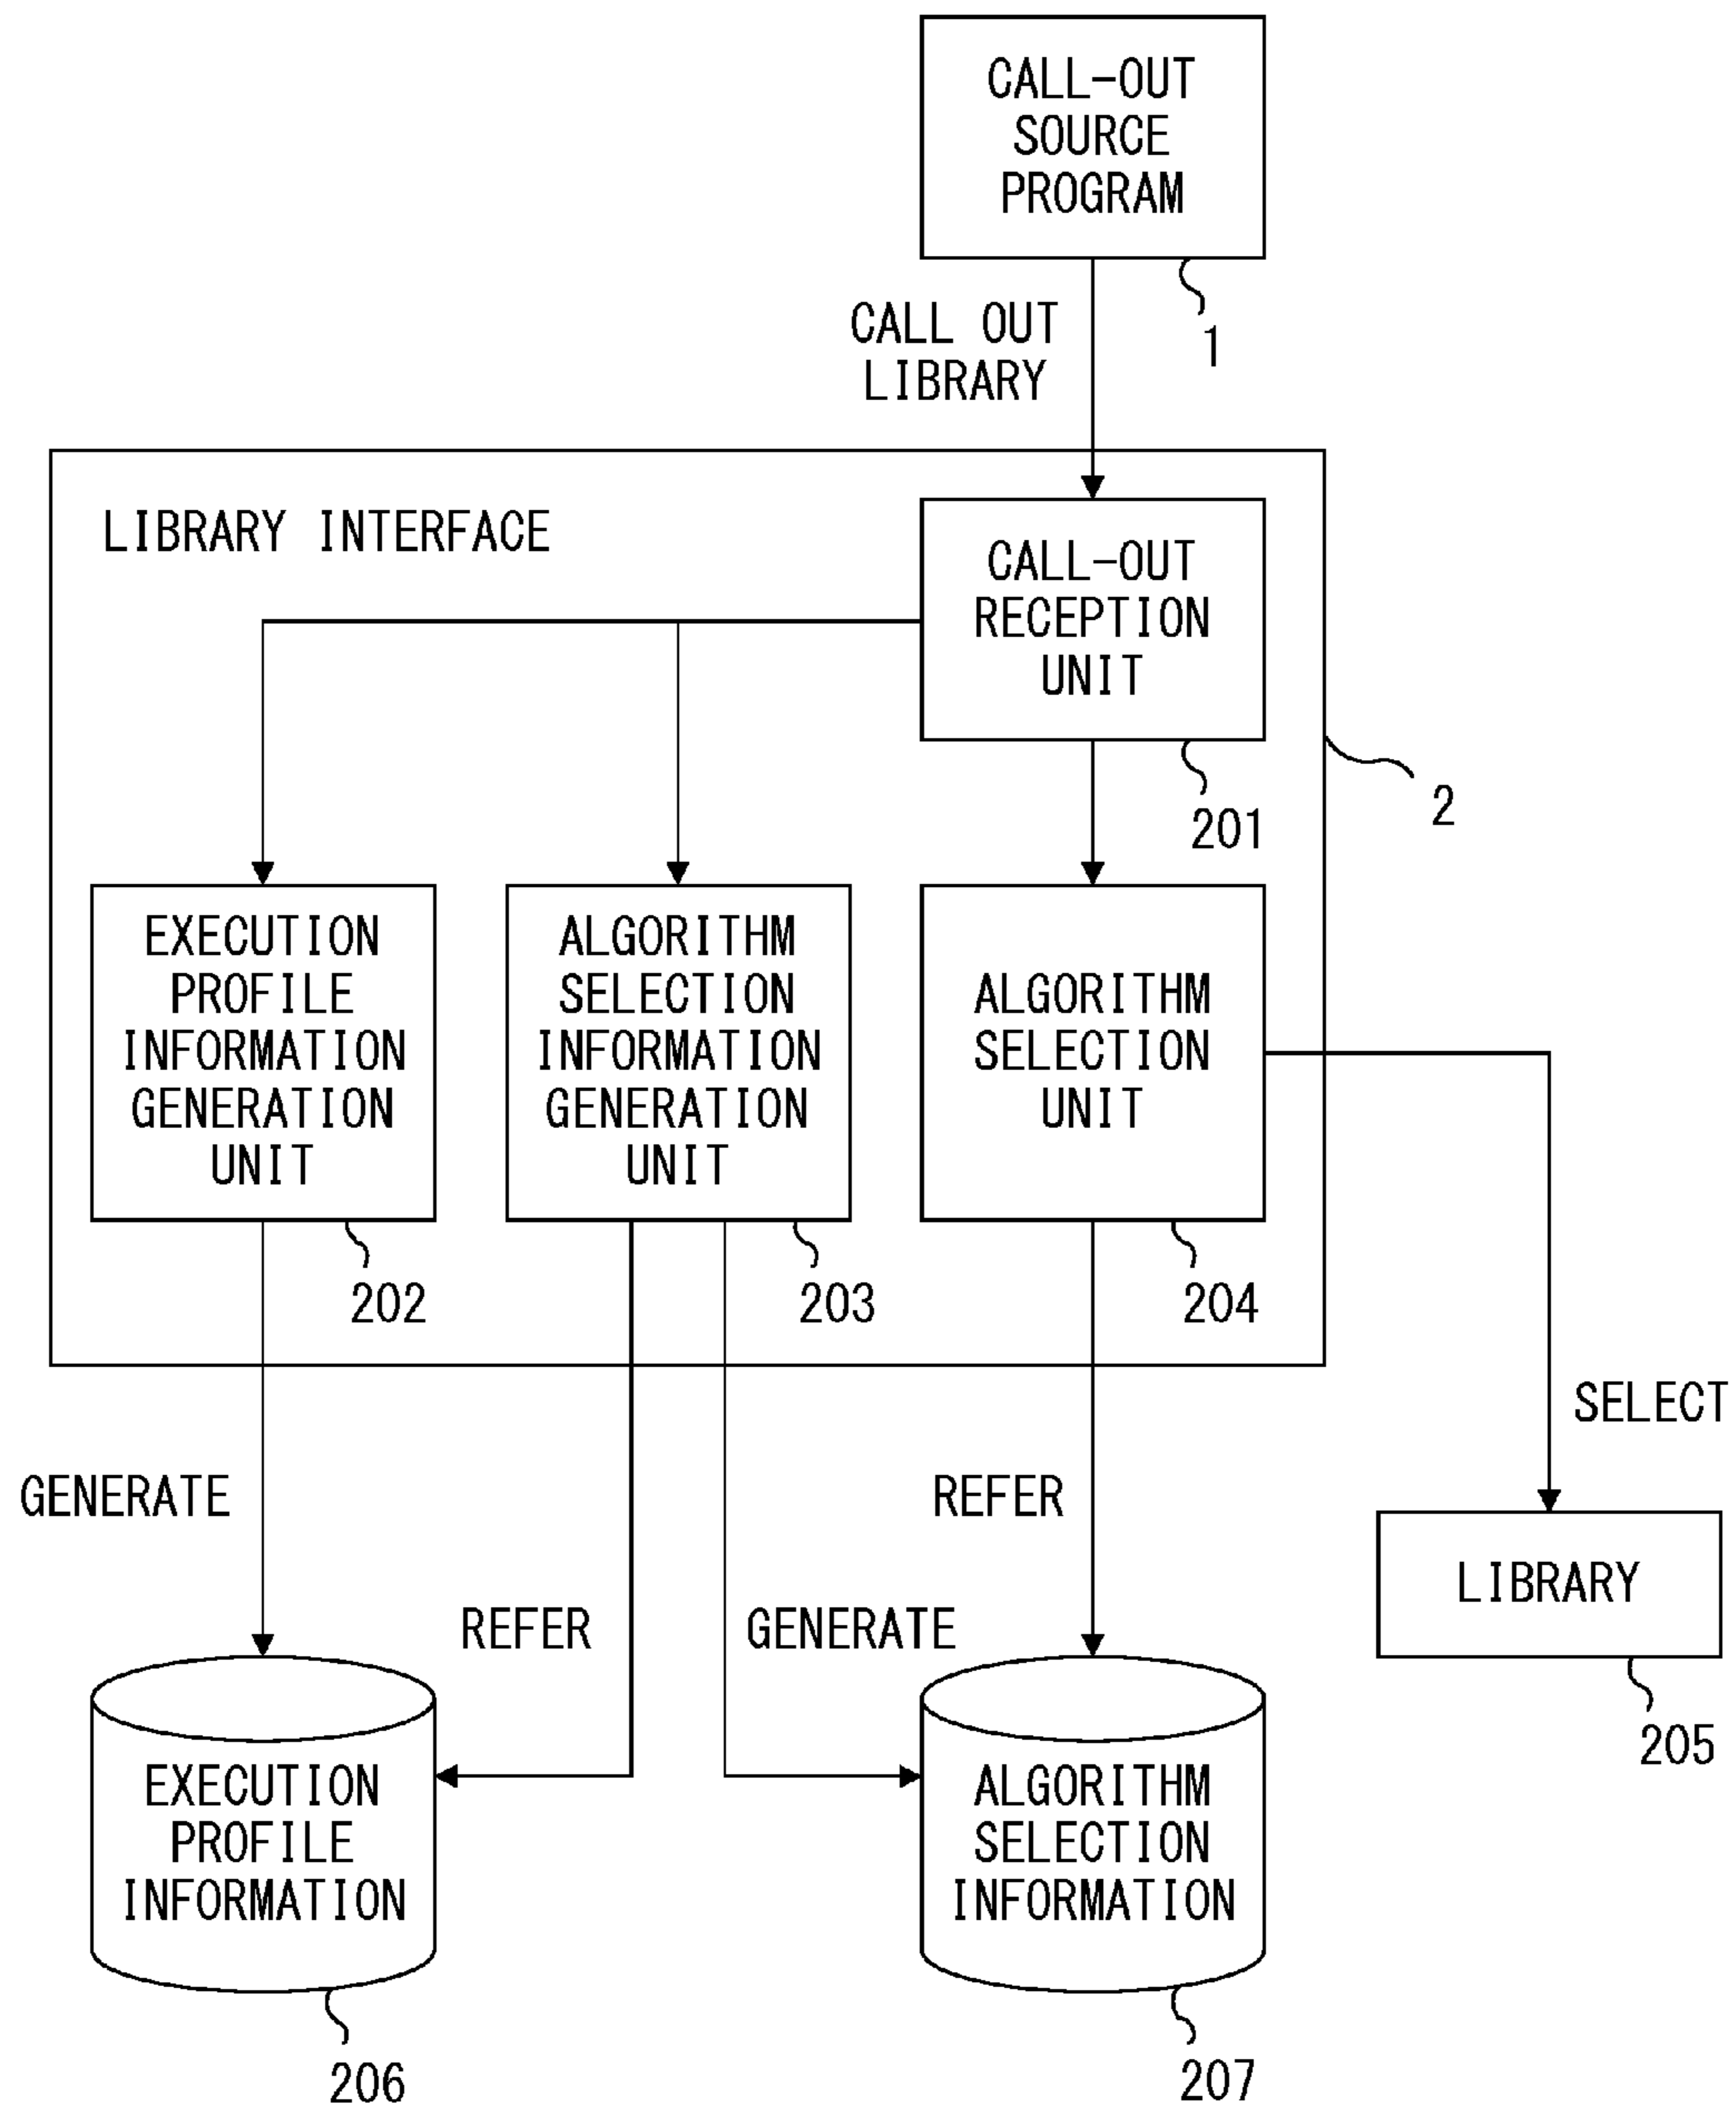 CALL-OUT
SOURCE
PROGRAM
1
CALL OUT
LIBRARY
LIBRARY INTERFACE
CALL-OUT
RECEPTION
UNIT
201
2
EXECUTION
PROFILE
INFORMATION
GENERATION
UNIT
202
ALGORITHM
SELECTION
INFORMATION
GENERATION
UNIT
203
ALGORITHM
SELECTION
UNIT
204
SELECT
GENERATE
REFER
REFER
GENERATE
LIBRARY
205
EXECUTION
PROFILE
INFORMATION
206
ALGORITHM
SELECTION
INFORMATION
207